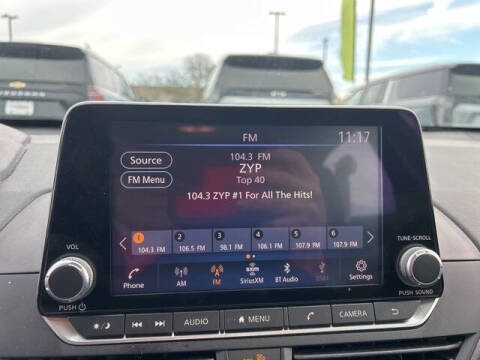 FM
11:17
Source
FM Menu
104.3 FM
ZYP
Top 40
104.3 ZYP #1 For All The Hits!
1 2 3 4 5 6
104.3 FM 106.5 FM 98.1 FM 106.1 FM 107.9 FM 107.9 FM
Phone AM FM SiriusXM BT Audio Settings
VOL
PUSH
TUNE·SCROLL
PUSH SOUND
AUDIO MENU CAMERA